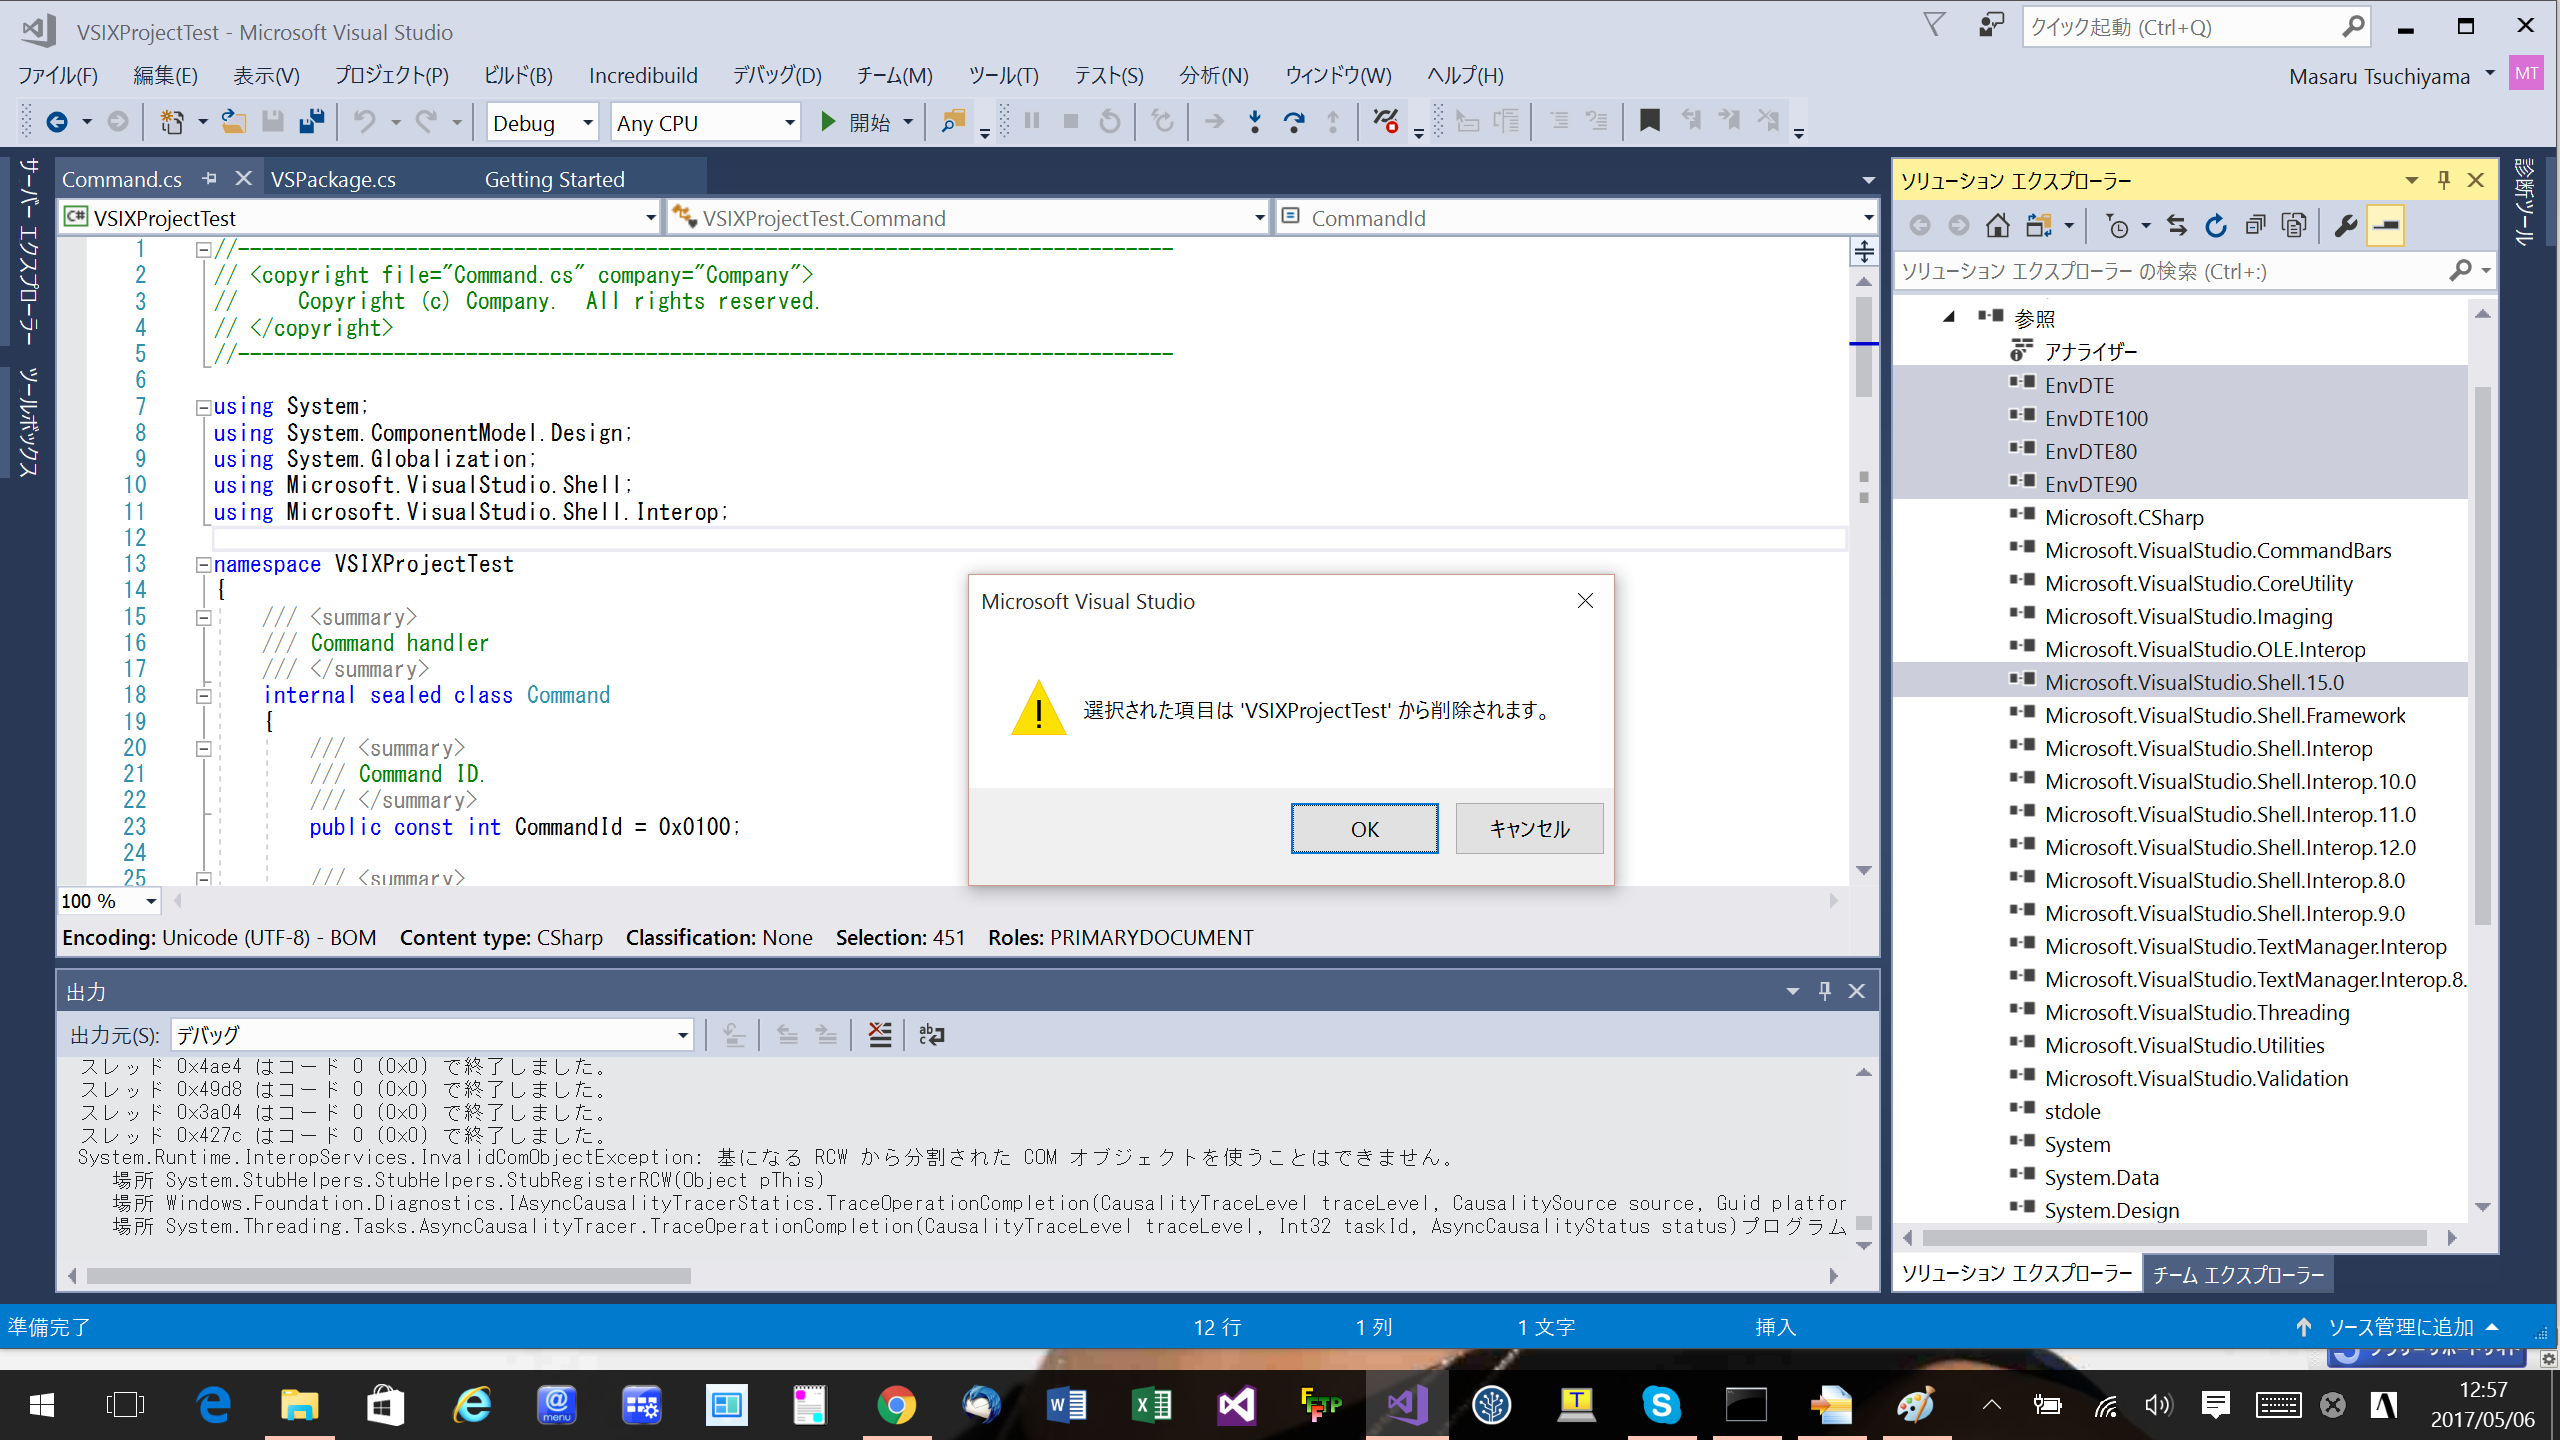 VSIXProjectTest - Microsoft Visual Studio
クイック起動 (Ctrl+Q)
ファイル(F) 編集(E) 表示(V) プロジェクト(P) ビルド(B) Incredibuild デバッグ(D) チーム(M) ツール(T) テスト(S) 分析(N) ウィンドウ(W) ヘルプ(H)
Masaru Tsuchiyama MT
Debug Any CPU 開始
サーバー エクスプローラー
ツールボックス
Command.cs VSPackage.cs Getting Started
C# VSIXProjectTest VSIXProjectTest.Command CommandId
1 //------------------------------------------------------------------------------
2 // <copyright file="Command.cs" company="Company">
3 //     Copyright (c) Company.  All rights reserved.
4 // </copyright>
5 //------------------------------------------------------------------------------
6
7 using System;
8 using System.ComponentModel.Design;
9 using System.Globalization;
10 using Microsoft.VisualStudio.Shell;
11 using Microsoft.VisualStudio.Shell.Interop;
12
13 namespace VSIXProjectTest
14 {
15 /// <summary>
16 /// Command handler
17 /// </summary>
18 internal sealed class Command
19 {
20 /// <summary>
21 /// Command ID.
22 /// </summary>
23 public const int CommandId = 0x0100;
24
25 /// <summary>
100 %
Encoding: Unicode (UTF-8) - BOM Content type: CSharp Classification: None Selection: 451 Roles: PRIMARYDOCUMENT
Microsoft Visual Studio
選択された項目は 'VSIXProjectTest' から削除されます。
OK キャンセル
出力
出力元(S): デバッグ
スレッド 0x4ae4 はコード 0 (0x0) で終了しました。
スレッド 0x49d8 はコード 0 (0x0) で終了しました。
スレッド 0x3a04 はコード 0 (0x0) で終了しました。
スレッド 0x427c はコード 0 (0x0) で終了しました。
System.Runtime.InteropServices.InvalidComObjectException: 基になる RCW から分割された COM オブジェクトを使うことはできません。
場所 System.StubHelpers.StubHelpers.StubRegisterRCW(Object pThis)
場所 Windows.Foundation.Diagnostics.IAsyncCausalityTracerStatics.TraceOperationCompletion(CausalityTraceLevel traceLevel, CausalitySource source, Guid platfor
場所 System.Threading.Tasks.AsyncCausalityTracer.TraceOperationCompletion(CausalityTraceLevel traceLevel, Int32 taskId, AsyncCausalityStatus status)プログラム
ソリューション エクスプローラー
ソリューション エクスプローラー の検索 (Ctrl+:)
参照
アナライザー
EnvDTE
EnvDTE100
EnvDTE80
EnvDTE90
Microsoft.CSharp
Microsoft.VisualStudio.CommandBars
Microsoft.VisualStudio.CoreUtility
Microsoft.VisualStudio.Imaging
Microsoft.VisualStudio.OLE.Interop
Microsoft.VisualStudio.Shell.15.0
Microsoft.VisualStudio.Shell.Framework
Microsoft.VisualStudio.Shell.Interop
Microsoft.VisualStudio.Shell.Interop.10.0
Microsoft.VisualStudio.Shell.Interop.11.0
Microsoft.VisualStudio.Shell.Interop.12.0
Microsoft.VisualStudio.Shell.Interop.8.0
Microsoft.VisualStudio.Shell.Interop.9.0
Microsoft.VisualStudio.TextManager.Interop
Microsoft.VisualStudio.TextManager.Interop.8.
Microsoft.VisualStudio.Threading
Microsoft.VisualStudio.Utilities
Microsoft.VisualStudio.Validation
stdole
System
System.Data
System.Design
ソリューション エクスプローラー チーム エクスプローラー
診断ツール
準備完了 12 行 1 列 1 文字 挿入 ソース管理に追加
@ menu
FFFTP
T
12:57
2017/05/06